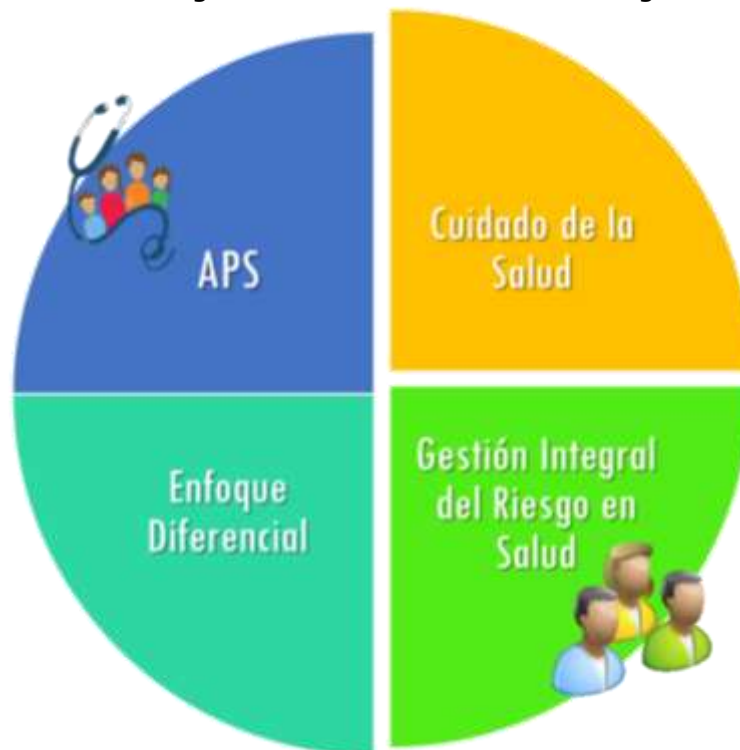 APS
Cuidado de la
Salud
Enfoque
Diferencial
Gestión Integral
del Riesgo en
Salud